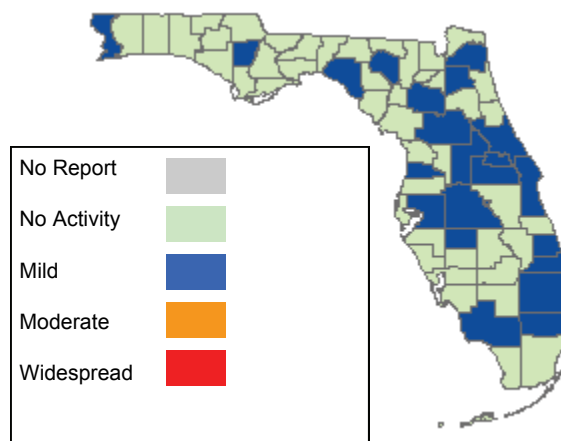 No Report
No Activity
Mild
Moderate
Widespread